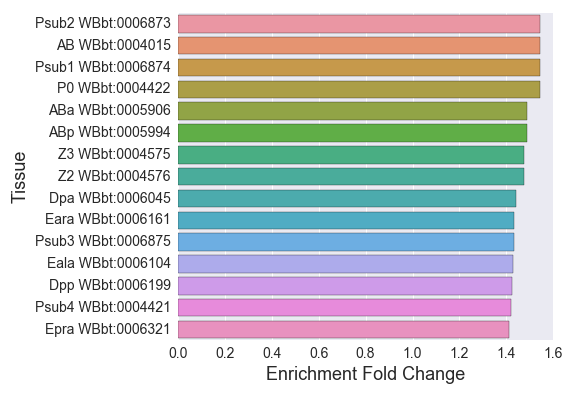 Psub2 WBbt:0006873
AB WBbt:0004015
Psub1 WBbt:0006874
P0 WBbt:0004422
ABa WBbt:0005906
ABp WBbt:0005994
Z3 WBbt:0004575
Z2 WBbt:0004576
Dpa WBbt:0006045
Eara WBbt:0006161
Psub3 WBbt:0006875
Eala WBbt:0006104
Dpp WBbt:0006199
Psub4 WBbt:0004421
Epra WBbt:0006321
Tissue
0.0 0.2 0.4 0.6 0.8 1.0 1.2 1.4 1.6
Enrichment Fold Change